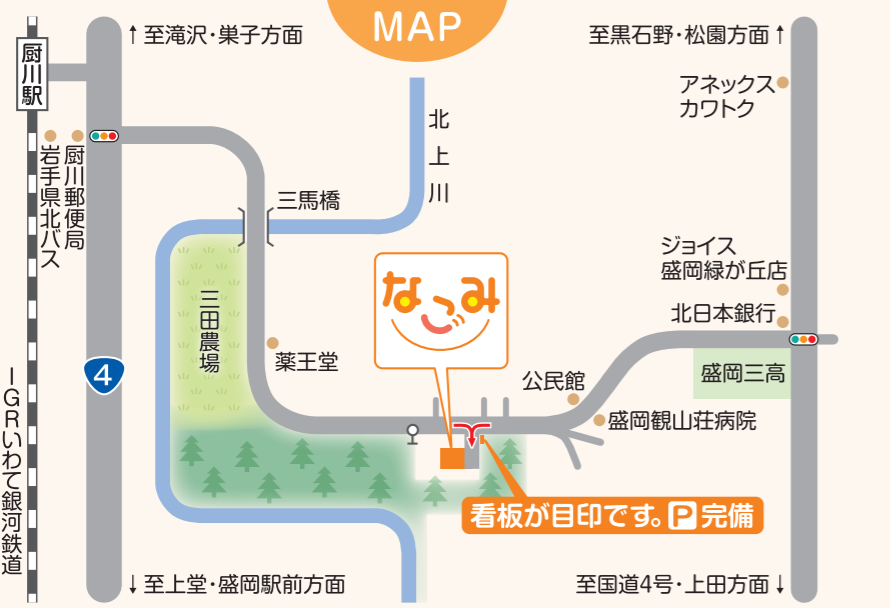 MAP
↑至滝沢・巣子方面
至黒石野・松園方面↑
厨川駅
アネックス
カワトク
北上川
厨川郵便局
岩手県北バス
三馬橋
ジョイス
盛岡緑が丘店
なつみ
三田農場
北日本銀行
薬王堂
4
公民館
盛岡三高
盛岡観山荘病院
IGRいわて銀河鉄道
看板が目印です。P完備
↓至上堂・盛岡駅前方面
至国道4号・上田方面↓